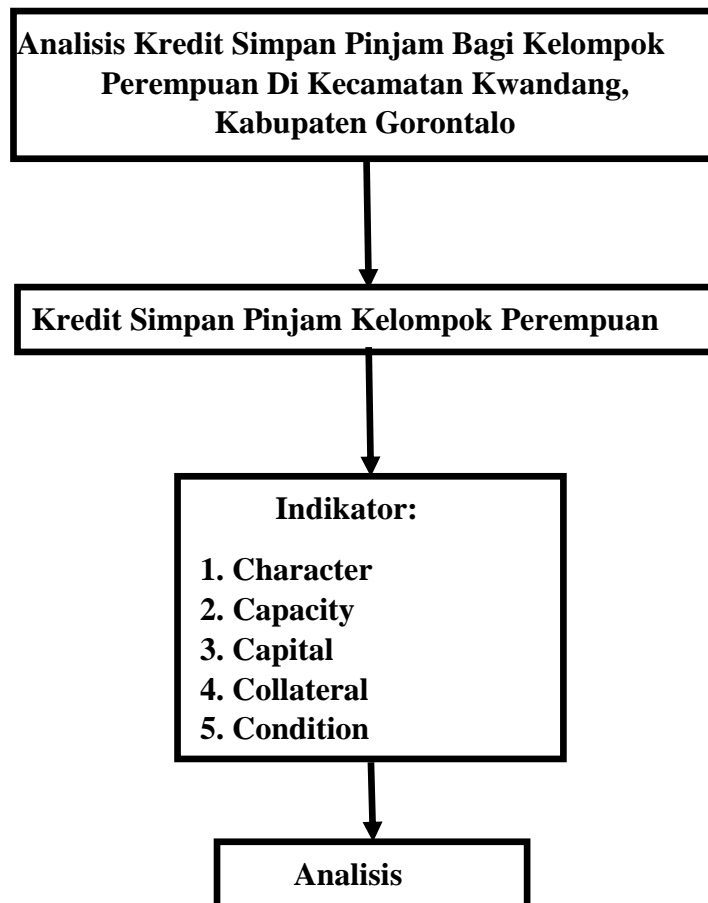 Analisis Kredit Simpan Pinjam Bagi Kelompok
Perempuan Di Kecamatan Kwandang,
Kabupaten Gorontalo
Kredit Simpan Pinjam Kelompok Perempuan
Indikator:
1. Character
2. Capacity
3. Capital
4. Collateral
5. Condition
Analisis